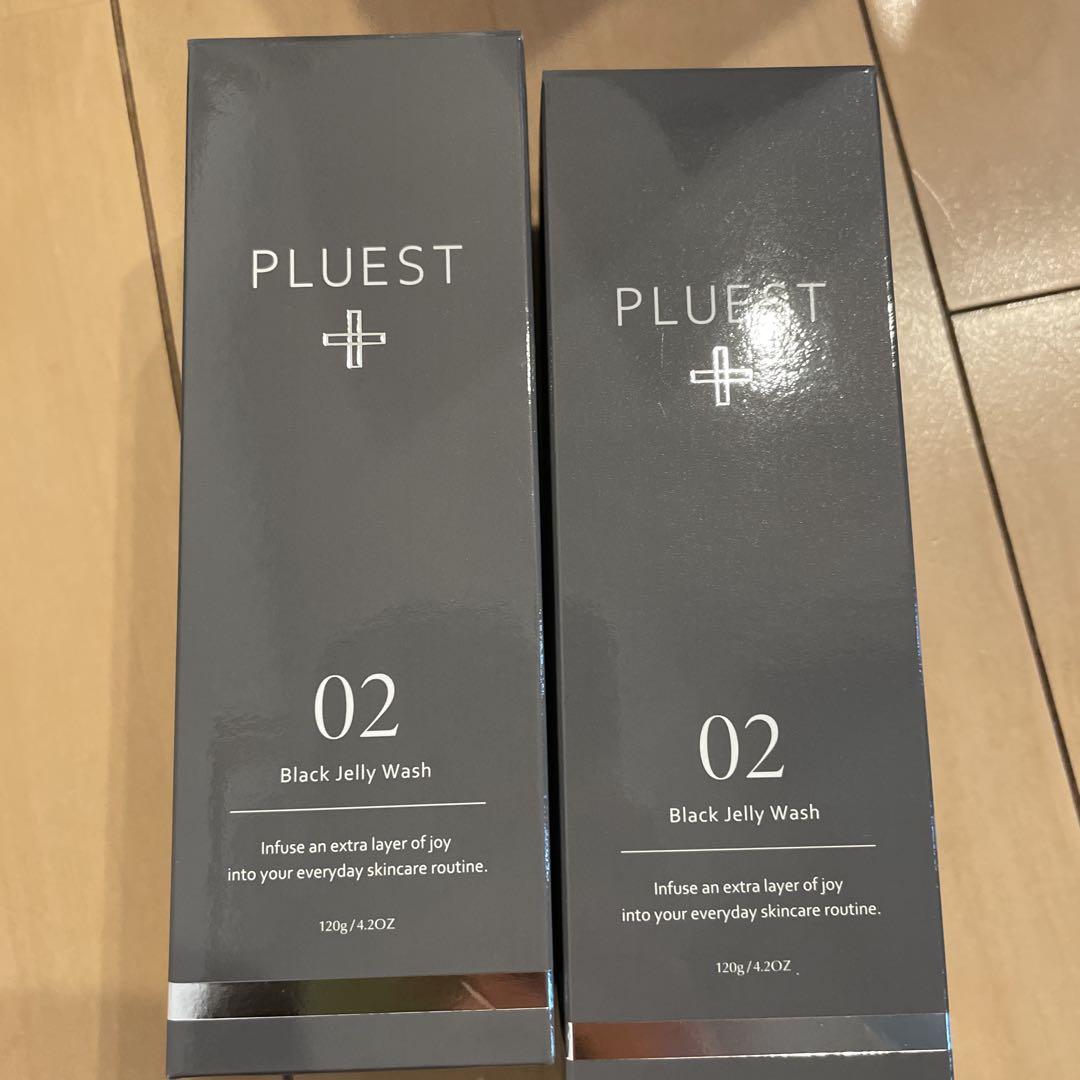 PLUEST
02
Black Jelly Wash
Infuse an extra layer of joy
into your everyday skincare routine.
120g/4.2OZ
PLUEST
02
Black Jelly Wash
Infuse an extra layer of joy
into your everyday skincare routine.
120g/4.2OZ